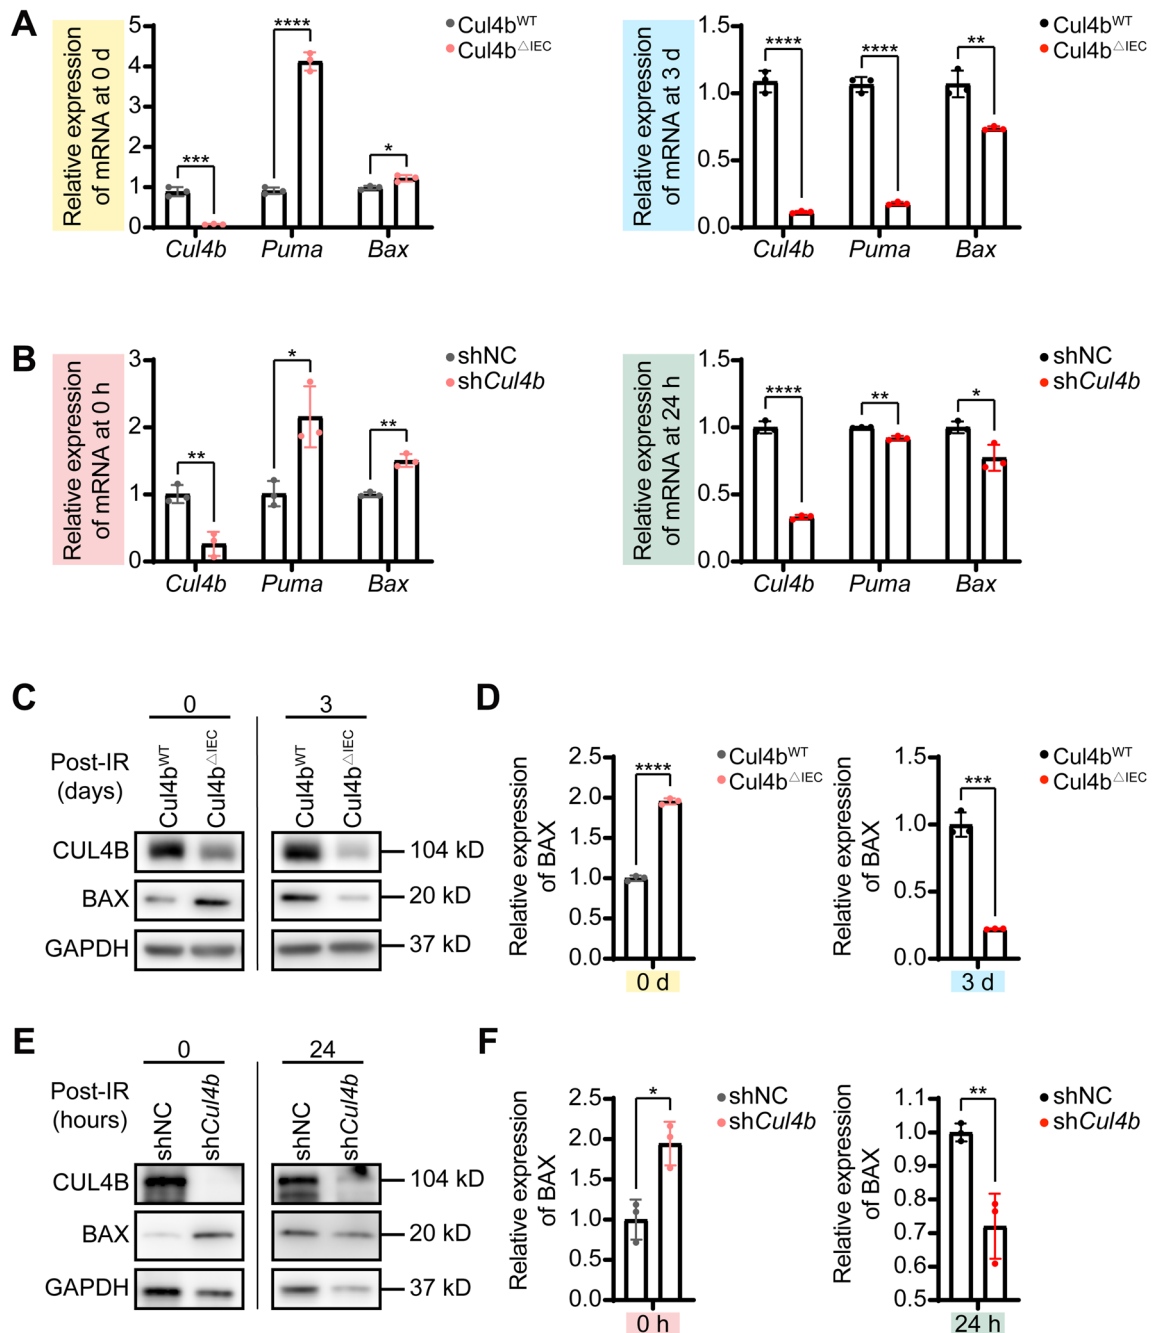 A
Relative expression
of mRNA at 0 d
5
4
3
2
1
0
***
****
*
Cul4b Puma Bax
Cul4b^WT
Cul4b^△IEC
Relative expression
of mRNA at 3 d
1.5
1.0
0.5
0.0
****
****
**
Cul4b Puma Bax
Cul4b^WT
Cul4b^△IEC
B
Relative expression
of mRNA at 0 h
3
2
1
0
**
*
**
Cul4b Puma Bax
shNC
shCul4b
Relative expression
of mRNA at 24 h
1.5
1.0
0.5
0.0
****
**
*
Cul4b Puma Bax
shNC
shCul4b
C
0 3
Post-IR
(days)
Cul4b^WT
Cul4b^△IEC
Cul4b^WT
Cul4b^△IEC
CUL4B 104 kD
BAX 20 kD
GAPDH 37 kD
D
Relative expression
of BAX
2.5
2.0
1.5
1.0
0.5
0.0
****
0 d
Cul4b^WT
Cul4b^△IEC
Relative expression
of BAX
1.5
1.0
0.5
0.0
***
3 d
Cul4b^WT
Cul4b^△IEC
E
0 24
Post-IR
(hours)
shNC
shCul4b
shNC
shCul4b
CUL4B 104 kD
BAX 20 kD
GAPDH 37 kD
F
Relative expression
of BAX
2.5
2.0
1.5
1.0
0.5
0.0
*
0 h
shNC
shCul4b
Relative expression
of BAX
1.1
1.0
0.9
0.8
0.7
0.6
0.5
**
24 h
shNC
shCul4b